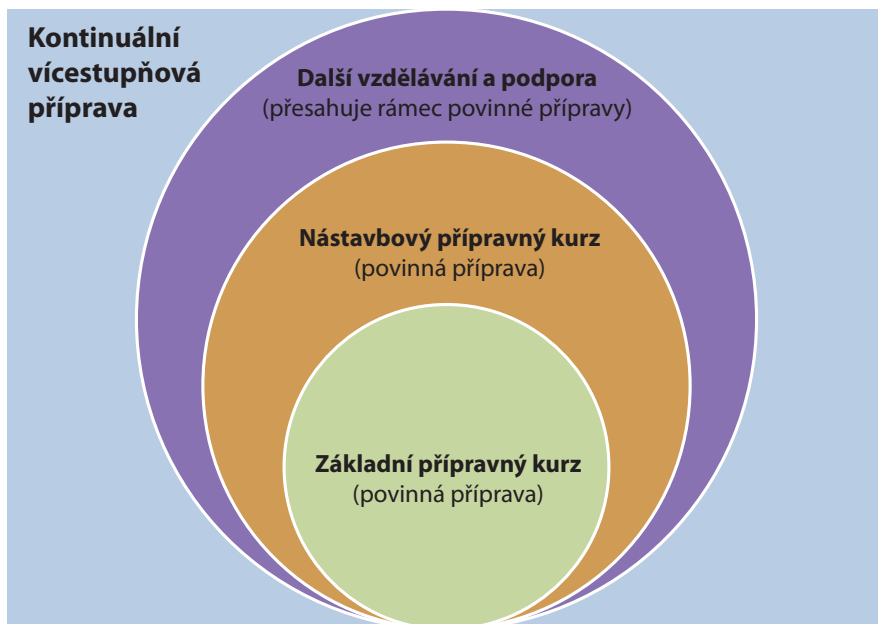 Kontinuální
vícestupňová
příprava
Další vzdělávání a podpora
(přesahuje rámec povinné přípravy)
Nástavbový přípravný kurz
(povinná příprava)
Základní přípravný kurz
(povinná příprava)